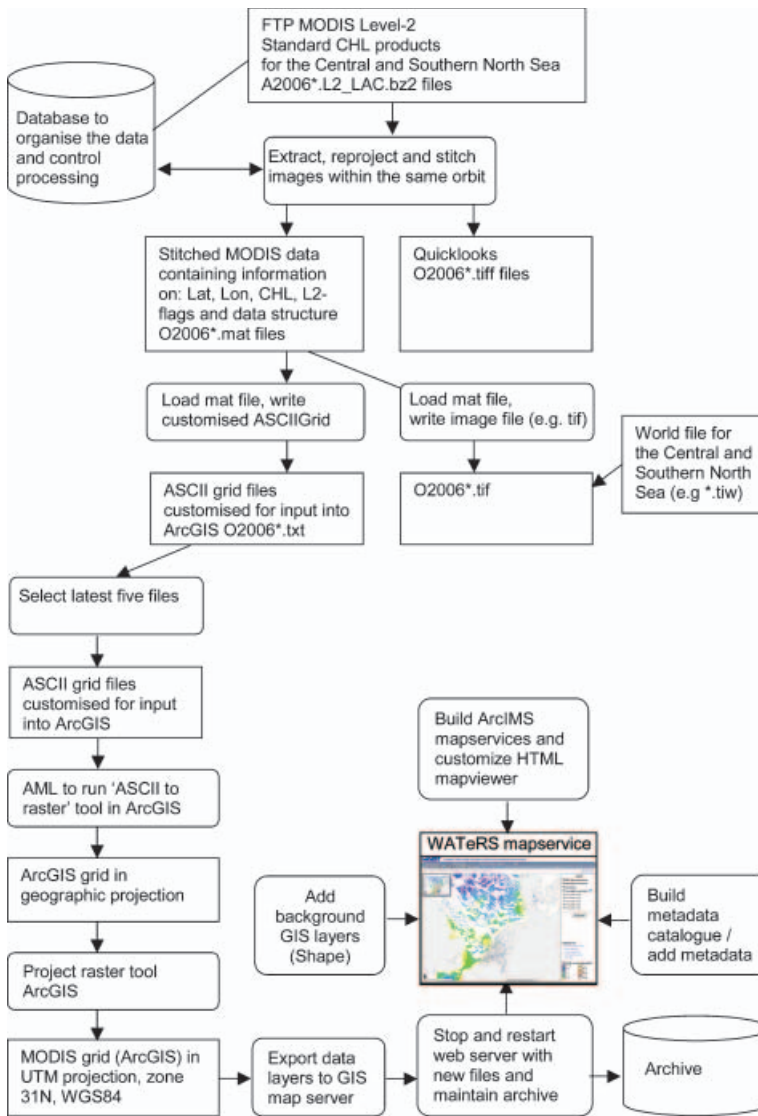 FTP MODIS Level-2
Standard CHL products
for the Central and Southern North Sea
A2006*.L2_LAC.bz2 files
Database to
organise the data
and control
processing
Extract, reproject and stitch
images within the same orbit
Stitched MODIS data
containing information
on: Lat, Lon, CHL, L2-
flags and data structure
O2006*.mat files
Quicklooks
O2006*.tiff files
Load mat file, write
customised ASCIIGrid
Load mat file,
write image file (e.g. tif)
World file for
the Central and
Southern North
Sea (e.g *.tiw)
ASCII grid files
customised for input into
ArcGIS O2006*.txt
O2006*.tif
Select latest five files
ASCII grid files
customised for input
into ArcGIS
Build ArcIMS
mapservices and
customize HTML
mapviewer
AML to run ‘ASCII to
raster’ tool in ArcGIS
WATeRS mapservice
ArcGIS grid in
geographic projection
Add
background
GIS layers
(Shape)
Build
metadata
catalogue /
add metadata
Project raster tool
ArcGIS
MODIS grid (ArcGIS) in
UTM projection, zone
31N, WGS84
Export data
layers to GIS
map server
Stop and restart
web server with
new files and
maintain archive
Archive